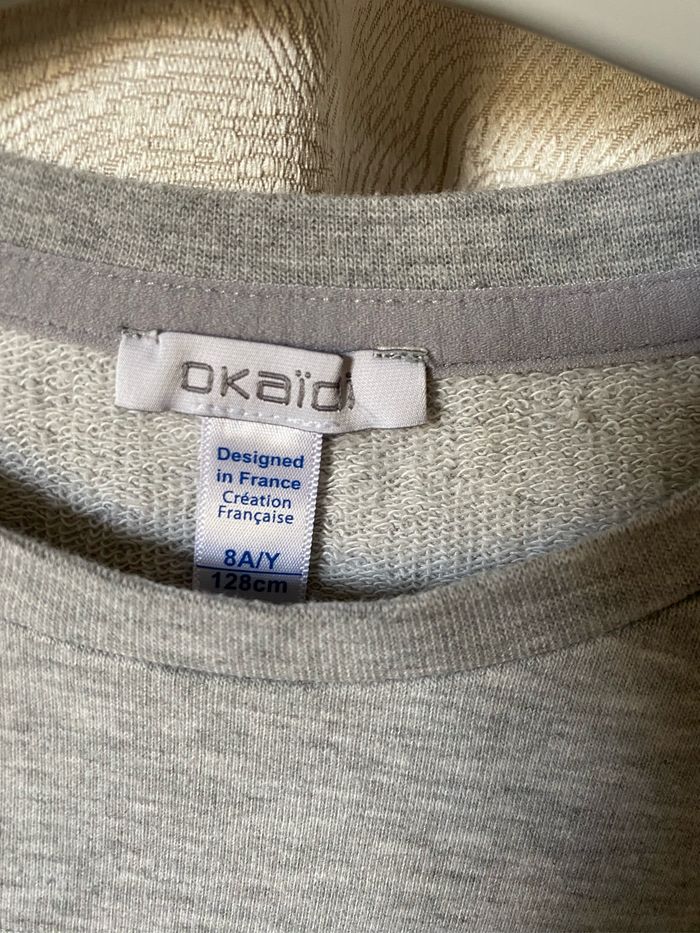 okaïdi
Designed
in France
Création
Française
8A/Y
128cm